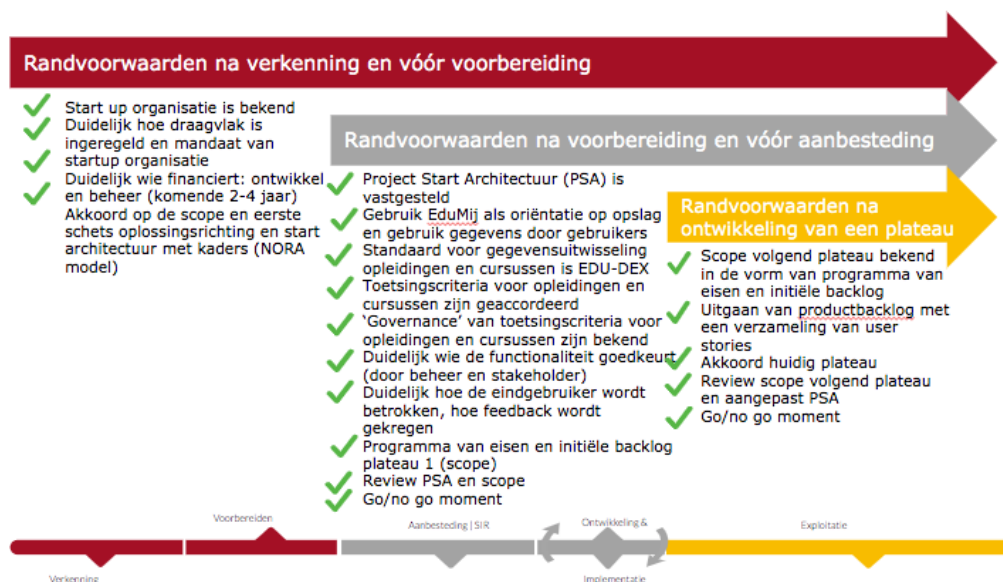 Randvoorwaarden na verkenning en vóór voorbereiding
Start up organisatie is bekend
Duidelijk hoe draagvlak is
ingeregeld en mandaat van
startup organisatie
Duidelijk wie financiert: ontwikkel
en beheer (komende 2-4 jaar)
Akkoord op de scope en eerste
schets oplossingsrichting en start
architectuur met kaders (NORA
model)
Randvoorwaarden na voorbereiding en vóór aanbesteding
Project Start Architectuur (PSA) is
vastgesteld
Gebruik EduMij als oriëntatie op opslag
en gebruik gegevens door gebruikers
Standaard voor gegevensuitwisseling
opleidingen en cursussen is EDU-DEX
Toetsingscriteria voor opleidingen en
cursussen zijn geaccordeerd
‘Governance’ van toetsingscriteria voor
opleidingen en cursussen zijn bekend
Duidelijk wie de functionaliteit goedkeurt
(door beheer en stakeholder)
Duidelijk hoe de eindgebruiker wordt
betrokken, hoe feedback wordt
gekregen
Programma van eisen en initiële backlog
plateau 1 (scope)
Review PSA en scope
Go/no go moment
Randvoorwaarden na
ontwikkeling van een plateau
Scope volgend plateau bekend
in de vorm van programma van
eisen en initiële backlog
Uitgaan van productbacklog met
een verzameling van user
stories
Akkoord huidig plateau
Review scope volgend plateau
en aangepast PSA
Go/no go moment
Verkenning
Voorbereiden
Aanbesteding | SIR
Ontwikkeling &
Implementatie
Exploitatie